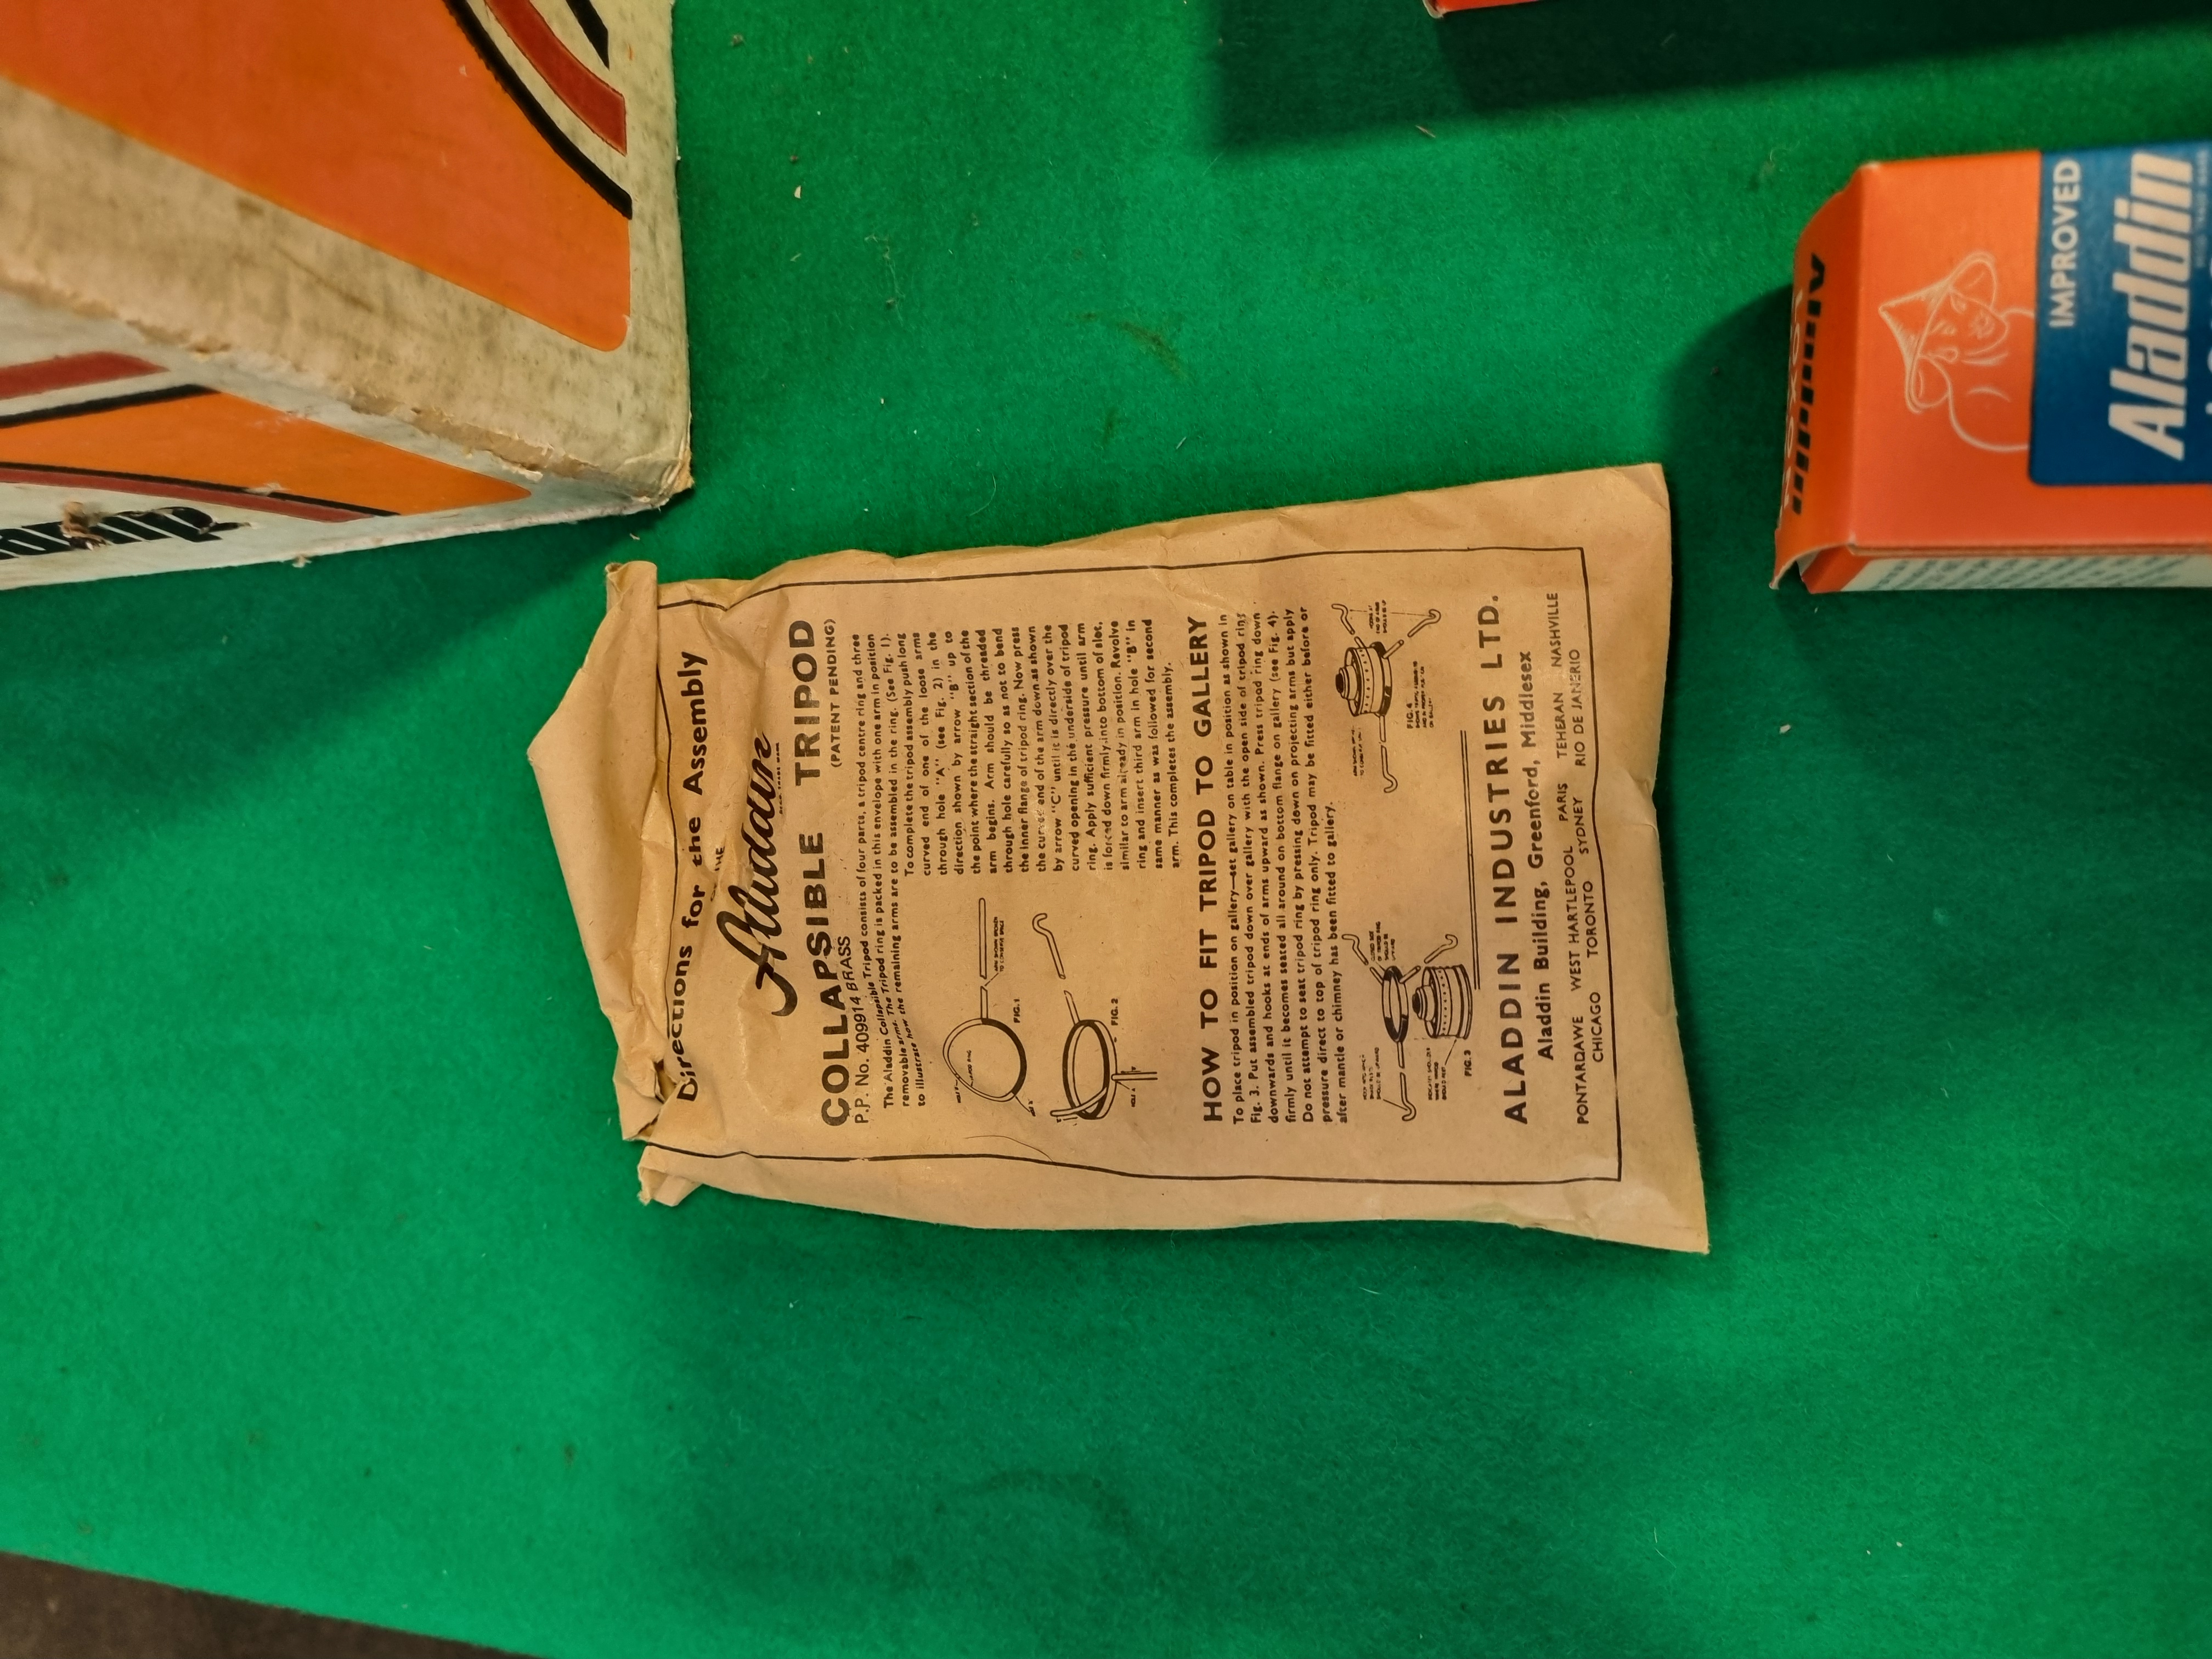 Directions for the Assembly
OF THE
Aladdin
COLLAPSIBLE TRIPOD
P.P. No. 409914 BRASS
(PATENT PENDING)
The Aladdin Collapsible Tripod consists of four parts, a tripod centre ring and three
removable arms. The Tripod ring is packed in this envelope with one arm in position
to illustrate how the remaining arms are to be assembled in the ring. (See Fig. 1).
To complete the tripod assembly push long
curved end of one of the loose arms
through hole "A" (see Fig. 2) in the
direction shown by arrow "B" up to
the point where the straight section of the
arm begins. Arm should be threaded
through hole carefully so as not to bend
the inner flange of tripod ring. Now press
the curved end of the arm down as shown
by arrow "C" until it is directly over the
curved opening in the underside of tripod
ring. Apply sufficient pressure until arm
is forced down firmly into bottom of slot,
similar to arm already in position. Revolve
ring and insert third arm in hole "B" in
same manner as was followed for second
arm. This completes the assembly.
FIG. 1
FIG. 2
HOW TO FIT TRIPOD TO GALLERY
To place tripod in position on gallery—set gallery on table in position as shown in
Fig. 3. Put assembled tripod down over gallery with the open side of tripod ring
downwards and hooks at ends of arms upward as shown. Press tripod ring down
firmly until it becomes seated all around on bottom flange on gallery (see Fig. 4).
Do not attempt to seat tripod ring by pressing down on projecting arms but apply
pressure direct to top of tripod ring only. Tripod may be fitted either before or
after mantle or chimney has been fitted to gallery.
FIG. 3
FIG. 4
ALADDIN INDUSTRIES LTD.
Aladdin Building, Greenford, Middlesex
PONTARDAWE WEST HARTLEPOOL PARIS TEHERAN NASHVILLE
CHICAGO TORONTO SYDNEY RIO DE JANERIO
IMPROVED
Aladdin